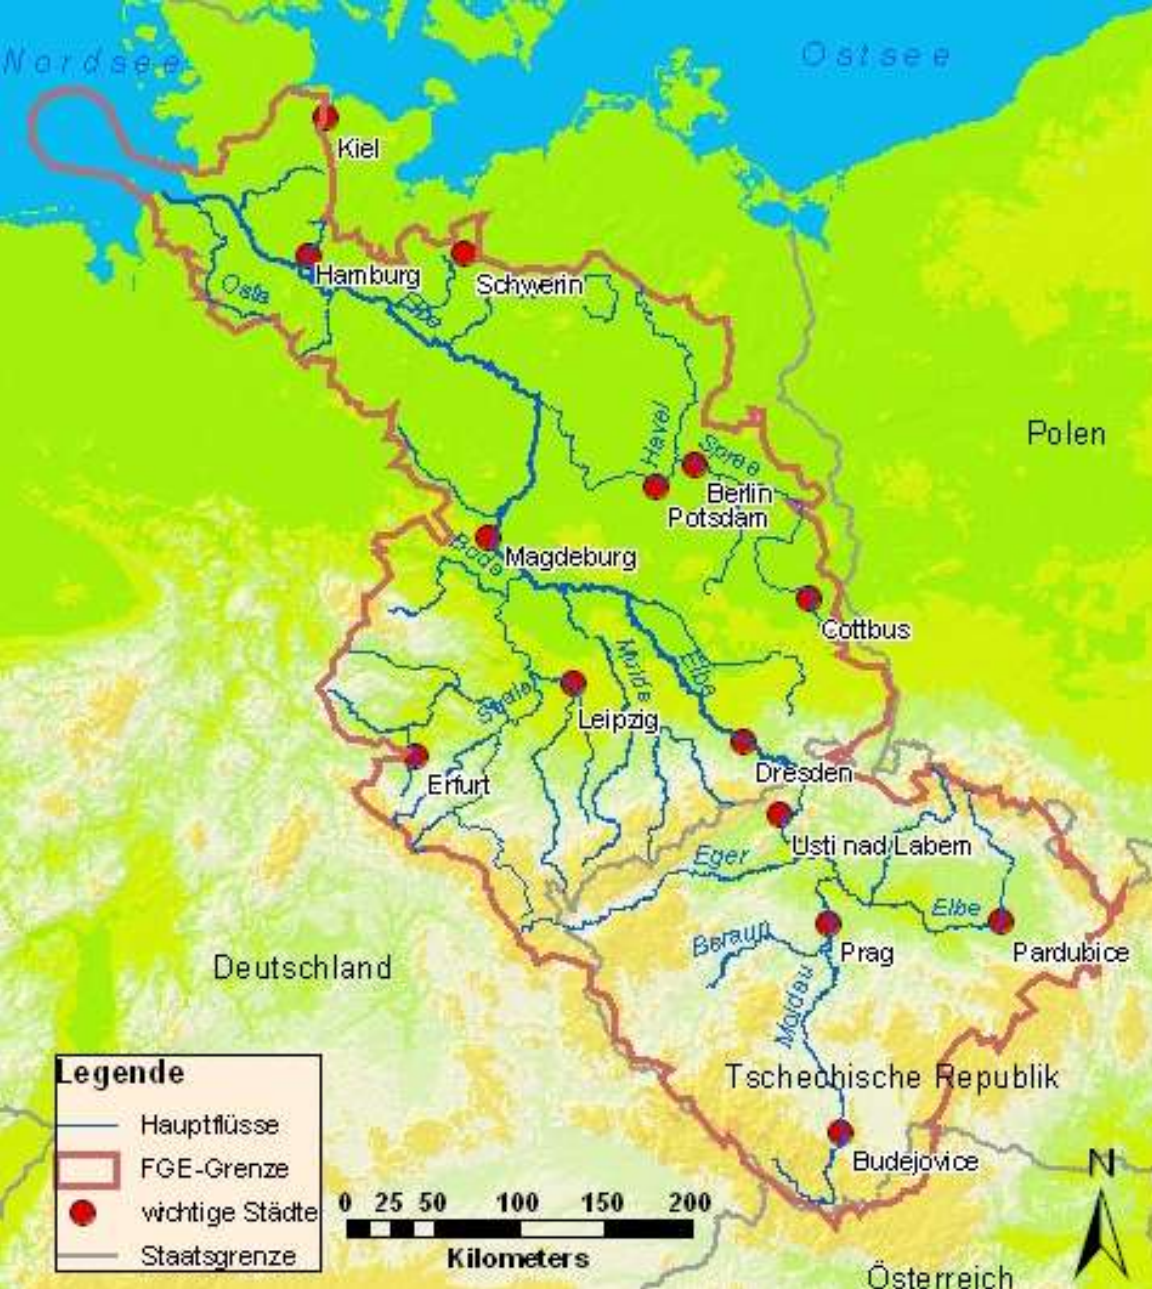 Nordsee
Ostsee
Kiel
Hamburg
Schwerin
Oste
Elbe
Polen
Havel
Spree
Berlin
Potsdam
Bode
Magdeburg
Cottbus
Mulde
Elbe
Saale
Leipzig
Dresden
Erfurt
Usti nad Labem
Eger
Elbe
Beraun
Prag
Pardubice
Deutschland
Moldau
Tschechische Republik
Budejovice
Österreich
N
Legende
Hauptflüsse
FGE-Grenze
wichtige Städte
Staatsgrenze
0 25 50 100 150 200
Kilometers